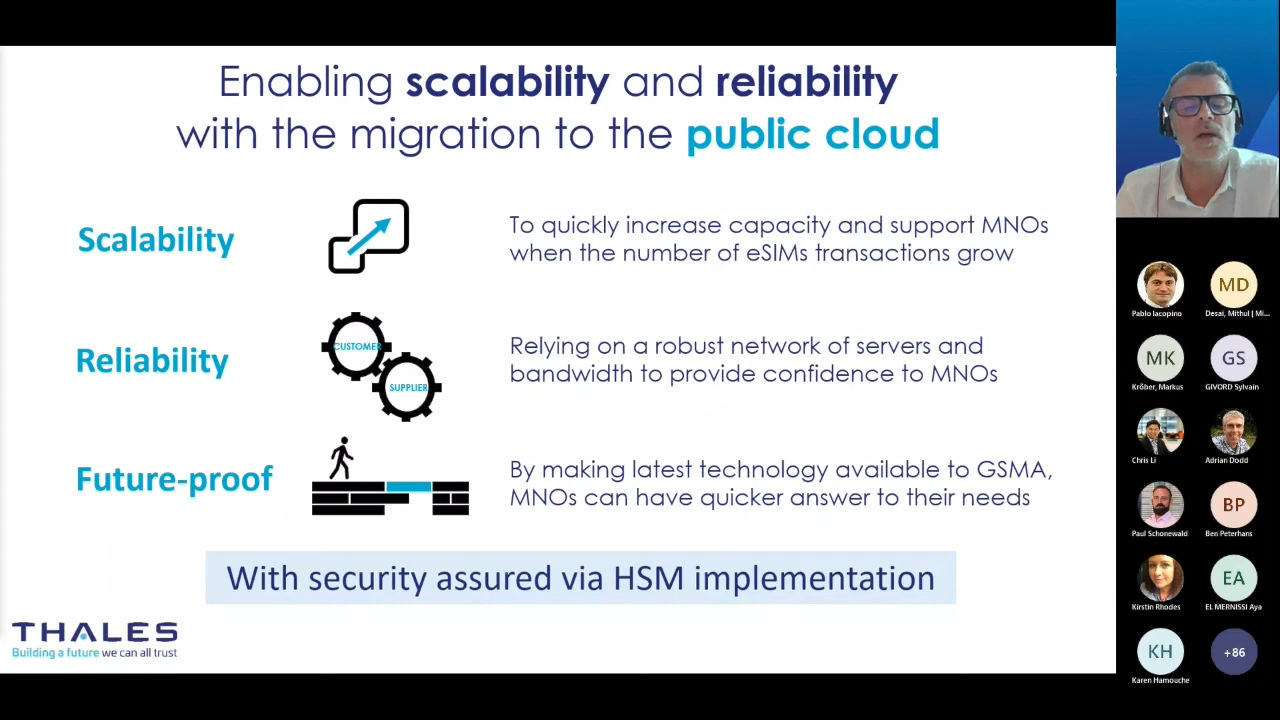 Enabling scalability and reliability
with the migration to the public cloud
Scalability
To quickly increase capacity and support MNOs
when the number of eSIMs transactions grow
Reliability
CUSTOMER
SUPPLIER
Relying on a robust network of servers and
bandwidth to provide confidence to MNOs
Future-proof
By making latest technology available to GSMA,
MNOs can have quicker answer to their needs
With security assured via HSM implementation
THALES
Building a future we can all trust
Pablo Iacopino
MD
Desai, Mithul | Mi...
MK
Kröber, Markus
GS
GIVORD Sylvain
Chris Li
Adrian Dodd
Paul Schonewald
BP
Ben Peterhans
Kirstin Rhodes
EA
EL MERNISSI Aya
KH
Karen Hamouche
+86